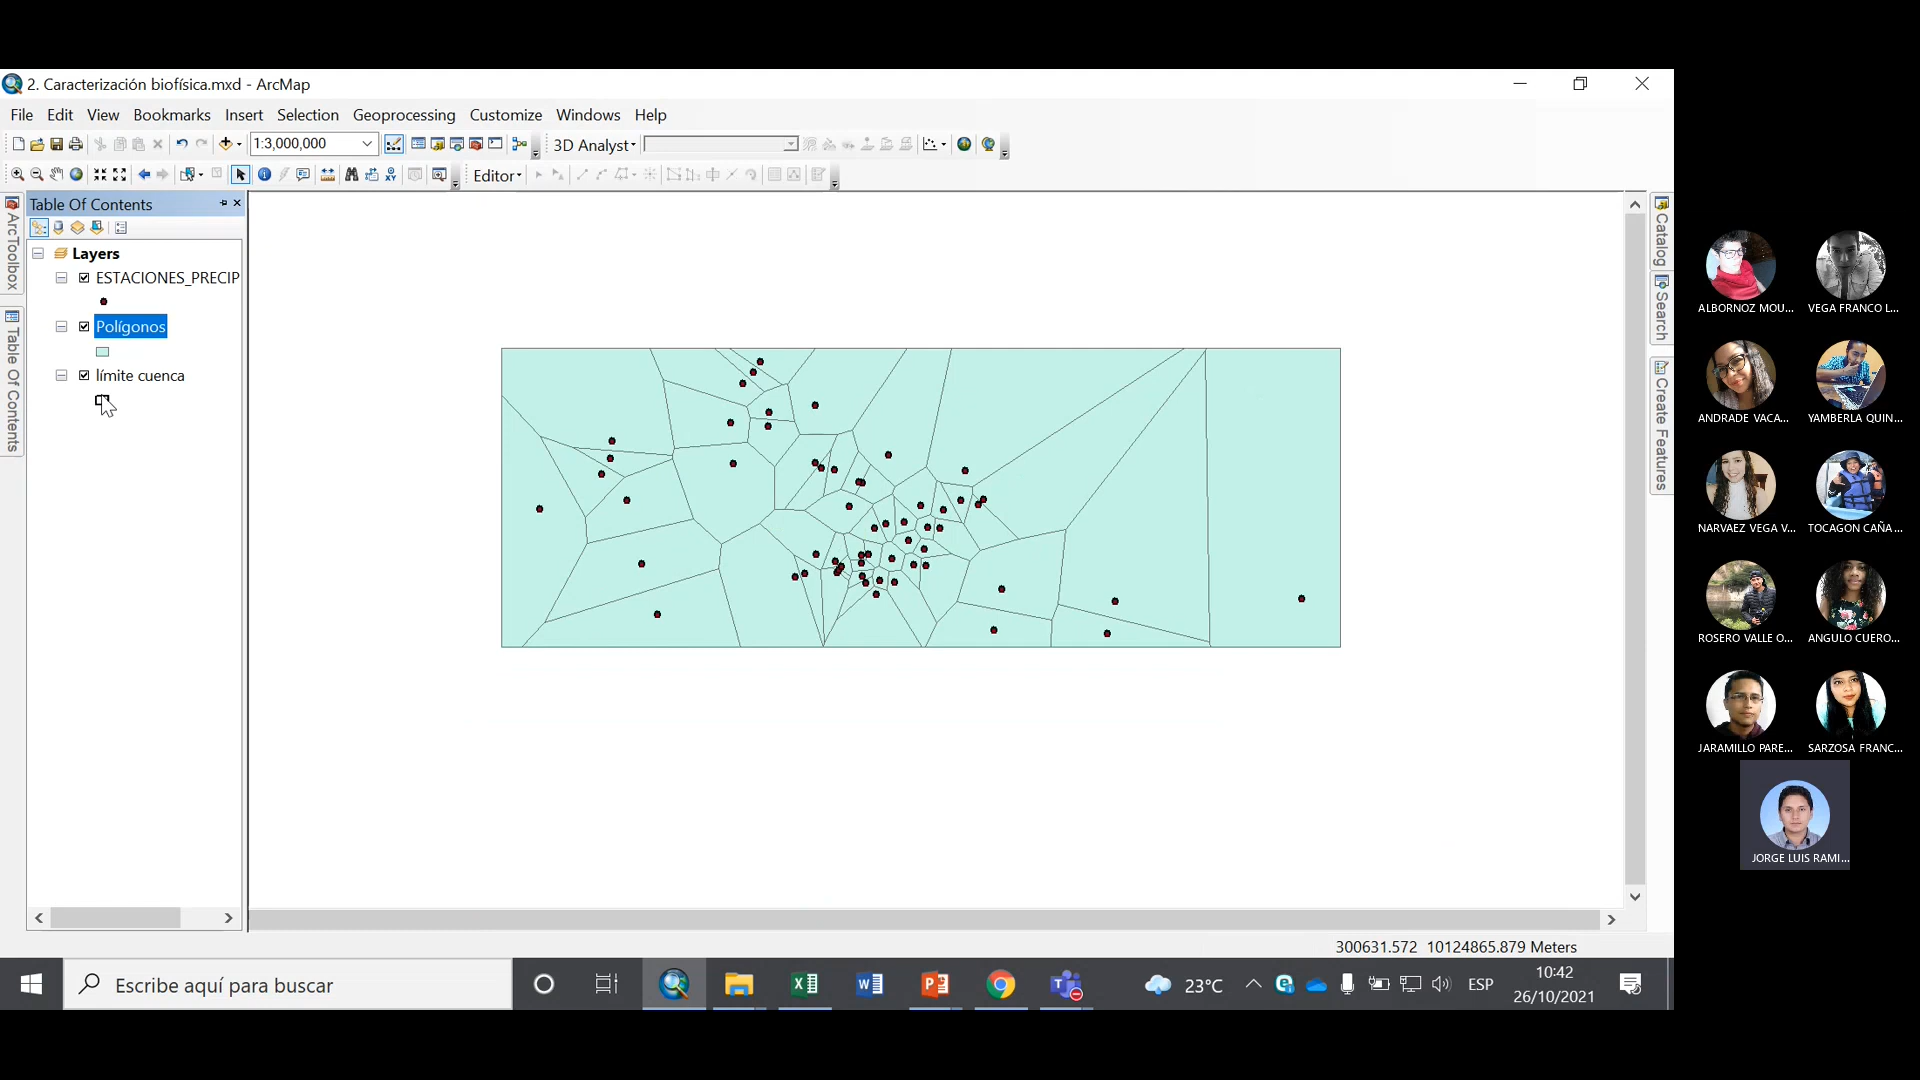 2. Caracterización biofísica.mxd - ArcMap
File Edit View Bookmarks Insert Selection Geoprocessing Customize Windows Help
1:3,000,000
3D Analyst
Editor
ArcToolbox
Table Of Contents
Table Of Contents
Layers
ESTACIONES_PRECIP
Polígonos
límite cuenca
Catalog
Search
Create Features
300631.572 10124865.879 Meters
Escribe aquí para buscar
23°C
ESP
10:42
26/10/2021
ALBORNOZ MOU...
VEGA FRANCO L...
ANDRADE VACA...
YAMBERLA QUIN...
NARVAEZ VEGA V...
TOCAGON CAÑA...
ROSERO VALLE O...
ANGULO CUERO...
JARAMILLO PARE...
SARZOSA FRANC...
JORGE LUIS RAMI...